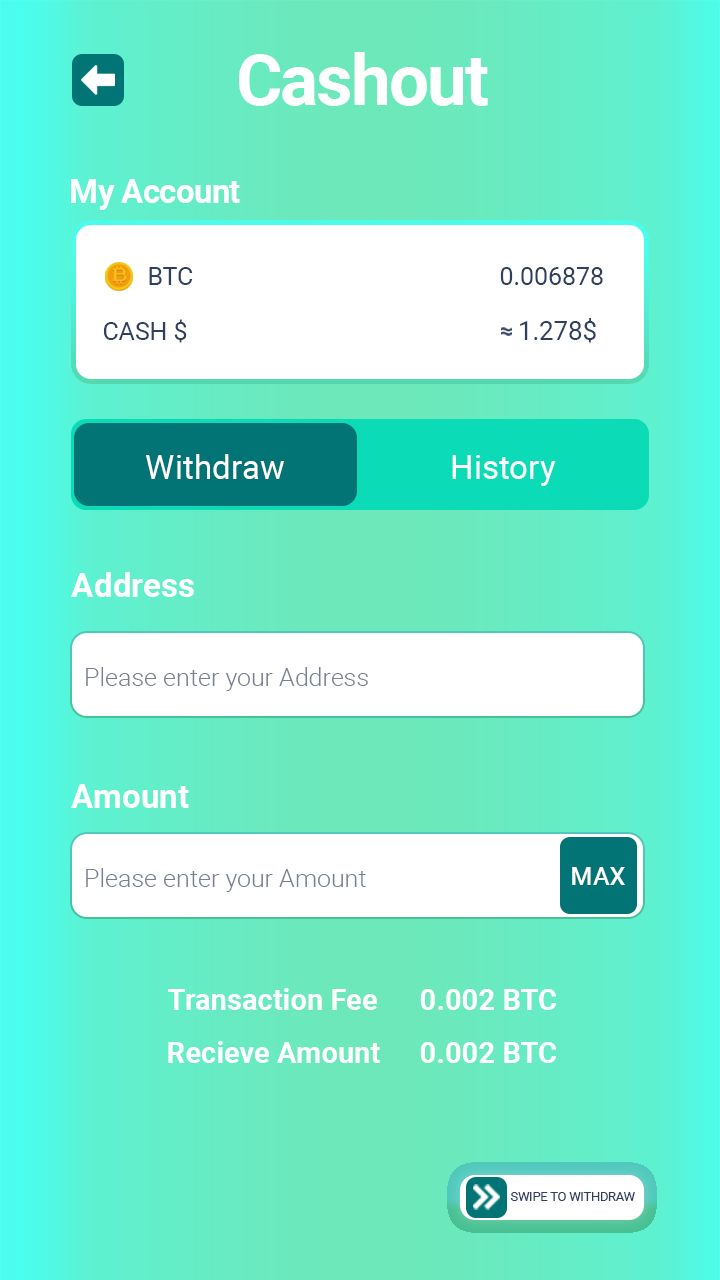 Cashout
My Account
BTC 0.006878
CASH $ ≈ 1.278$
Withdraw History
Address
Please enter your Address
Amount
Please enter your Amount MAX
Transaction Fee 0.002 BTC
Recieve Amount 0.002 BTC
SWIPE TO WITHDRAW